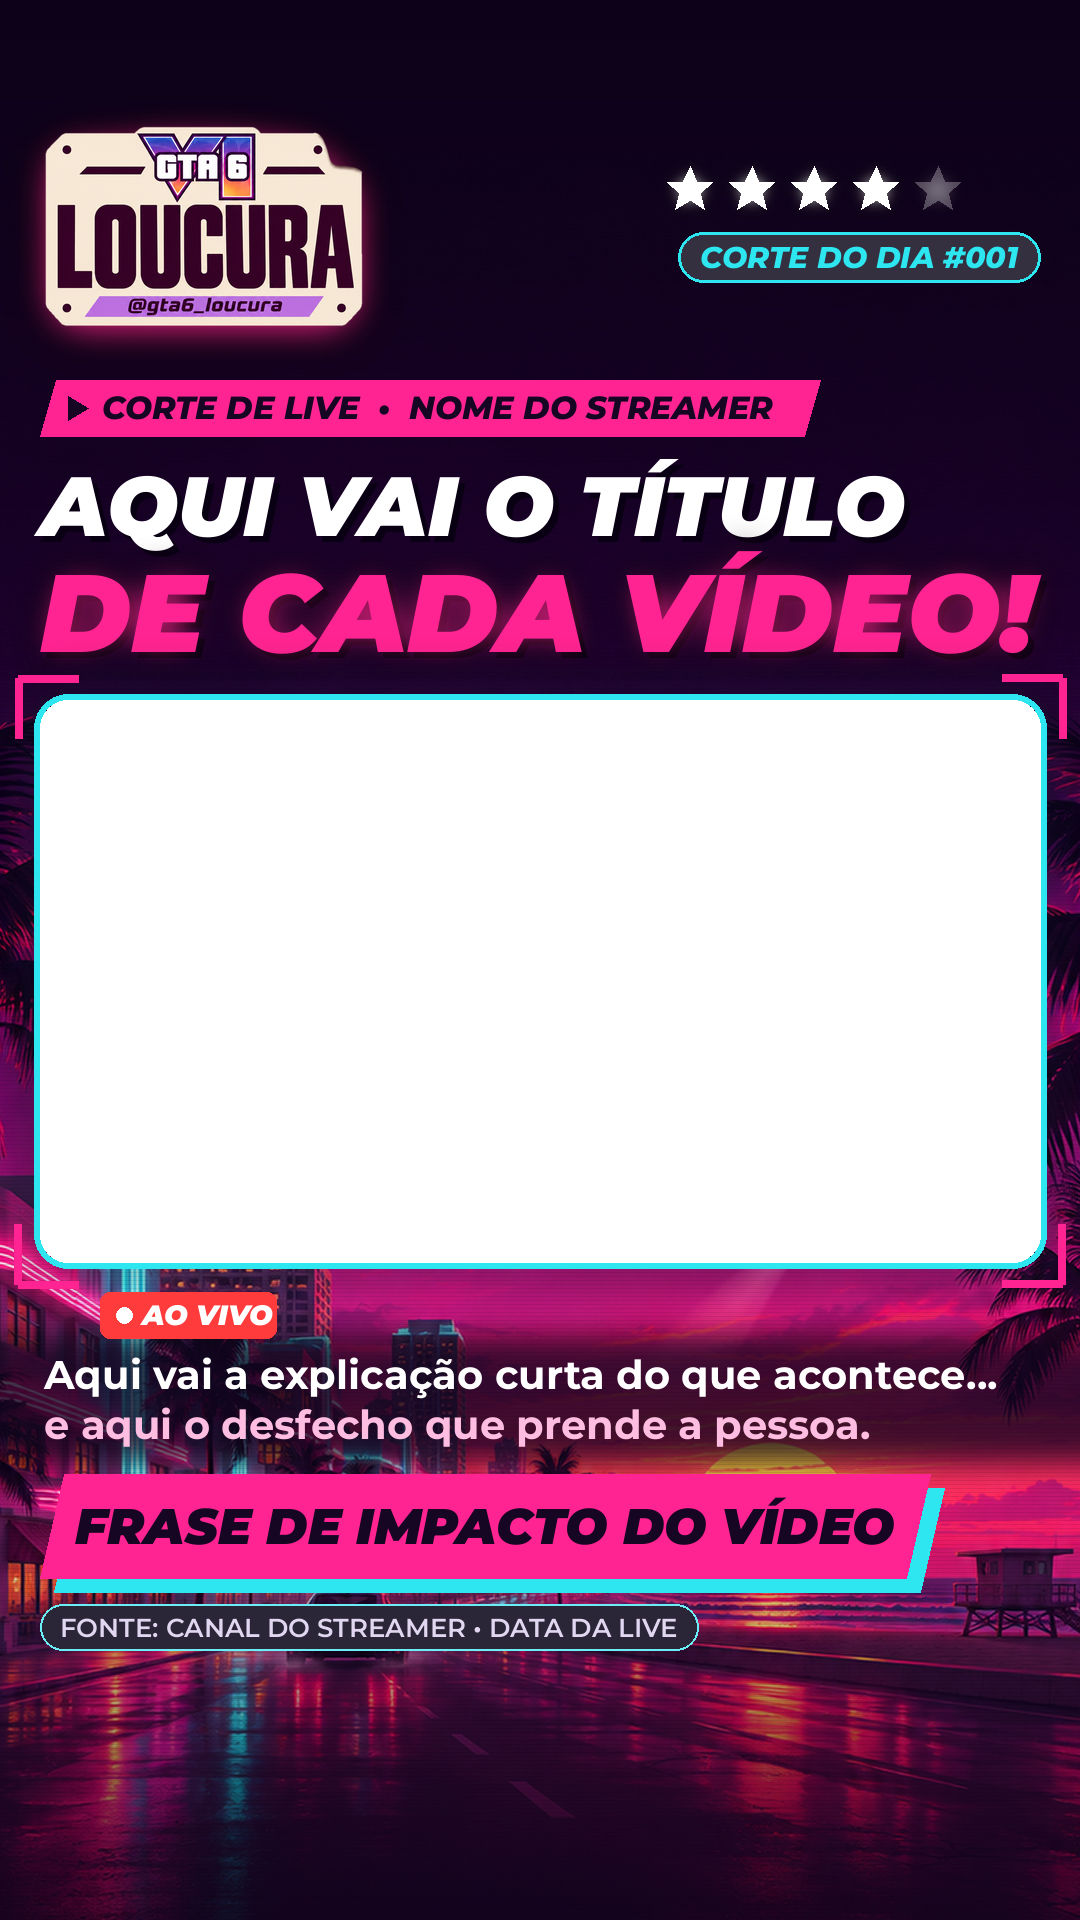 VI
GTA 6
LOUCURA
@gta6_loucura
CORTE DO DIA #001
CORTE DE LIVE • NOME DO STREAMER
AQUI VAI O TÍTULO
DE CADA VÍDEO!
AO VIVO
Aqui vai a explicação curta do que acontece...
e aqui o desfecho que prende a pessoa.
FRASE DE IMPACTO DO VÍDEO
FONTE: CANAL DO STREAMER • DATA DA LIVE